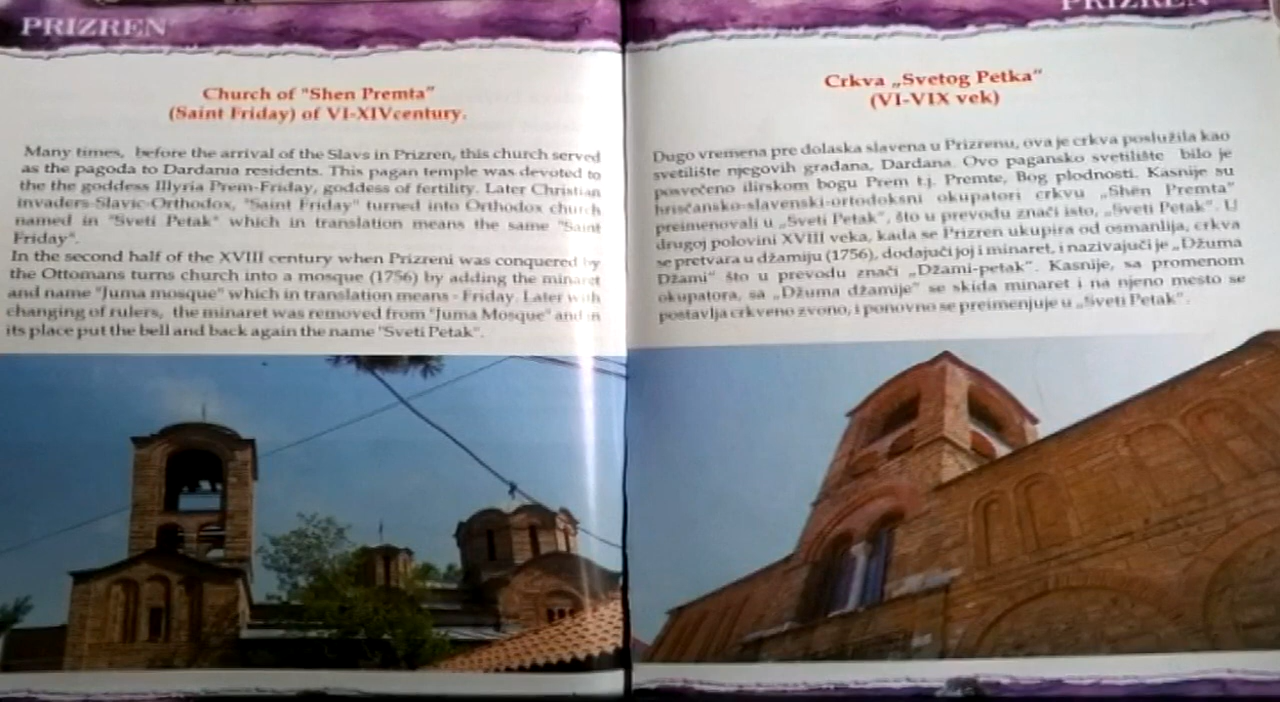 PRIZREN
Church of "Shen Premta"
(Saint Friday) of VI-XIVcentury.
Many times, before the arrival of the Slavs in Prizren, this church served
as the pagoda to Dardania residents. This pagan temple was devoted to
the the goddess Illyria Prem-Friday, goddess of fertility. Later Christian
invaders-Slavic-Orthodox, "Saint Friday" turned into Orthodox church
named in "Sveti Petak" which in translation means the same "Saint
Friday".
In the second half of the XVIII century when Prizreni was conquered by
the Ottomans turns church into a mosque (1756) by adding the minaret
and name "Juma mosque" which in translation means - Friday. Later with
changing of rulers, the minaret was removed from "Juma Mosque" and in
its place put the bell and back again the name "Sveti Petak".
PRIZREN
Crkva „Svetog Petka“
(VI-VIX vek)
Dugo vremena pre dolaska slavena u Prizrenu, ova je crkva poslužila kao
svetilište njegovih građana, Dardana. Ovo pagansko svetilište bilo je
posvečeno ilirskom bogu Prem t.j. Premte, Bog plodnosti. Kasnije su
hrisčansko-slavenski-ortodoksni okupatori crkvu „Shën Premta“
preimenovali u „Sveti Petak“, što u prevodu znači isto, „Sveti Petak“. U
drugoj polovini XVIII veka, kada se Prizren ukupira od osmanlija, crkva
se pretvara u džamiju (1756), dodajuči joj i minaret, i nazivajuči je „Džuma
Džami“ što u prevodu znači „Džami-petak“. Kasnije, sa promenom
okupatora, sa „Džuma džamije“ se skida minaret i na njeno mesto se
postavlja crkveno zvono, i ponovno se preimenjuje u „Sveti Petak“.